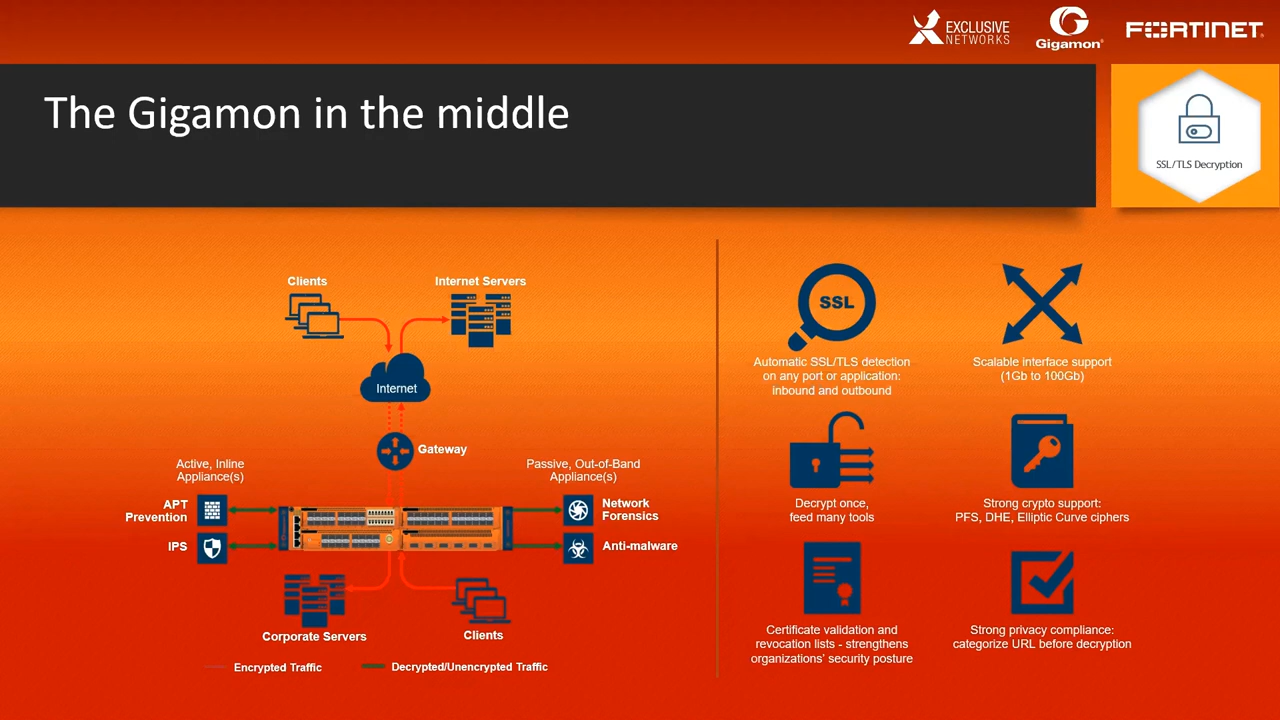 EXCLUSIVE
NETWORKS
Gigamon®
FORTINET®
The Gigamon in the middle
SSL/TLS Decryption
Clients
Internet Servers
Internet
Gateway
Active, Inline
Appliance(s)
Passive, Out-of-Band
Appliance(s)
APT
Prevention
IPS
Network
Forensics
Anti-malware
Corporate Servers
Clients
Encrypted Traffic
Decrypted/Unencrypted Traffic
SSL
Automatic SSL/TLS detection
on any port or application:
inbound and outbound
Scalable interface support
(1Gb to 100Gb)
Decrypt once,
feed many tools
Strong crypto support:
PFS, DHE, Elliptic Curve ciphers
Certificate validation and
revocation lists - strengthens
organizations' security posture
Strong privacy compliance:
categorize URL before decryption